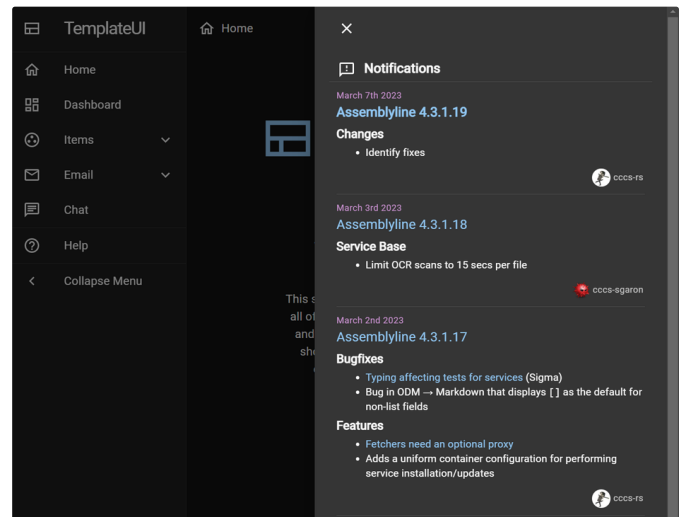 TemplateUI
Home
Dashboard
Items
Email
Chat
Help
Collapse Menu
Home
This s
all of
and
sho
Notifications
March 7th 2023
Assemblyline 4.3.1.19
Changes
• Identify fixes
cccs-rs
March 3rd 2023
Assemblyline 4.3.1.18
Service Base
• Limit OCR scans to 15 secs per file
cccs-sgaron
March 2nd 2023
Assemblyline 4.3.1.17
Bugfixes
• Typing affecting tests for services (Sigma)
• Bug in ODM → Markdown that displays [] as the default for
non-list fields
Features
• Fetchers need an optional proxy
• Adds a uniform container configuration for performing
service installation/updates
cccs-rs